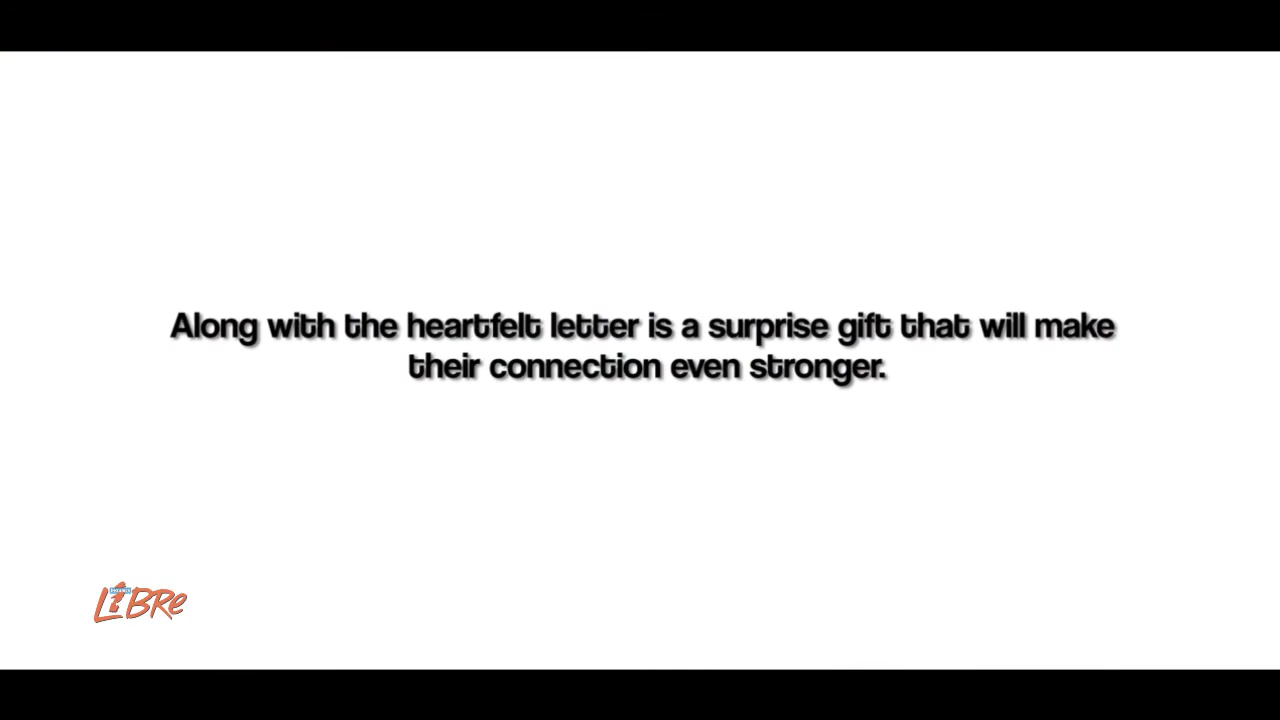 Along with the heartfelt letter is a surprise gift that will make
their connection even stronger.
LiBRe